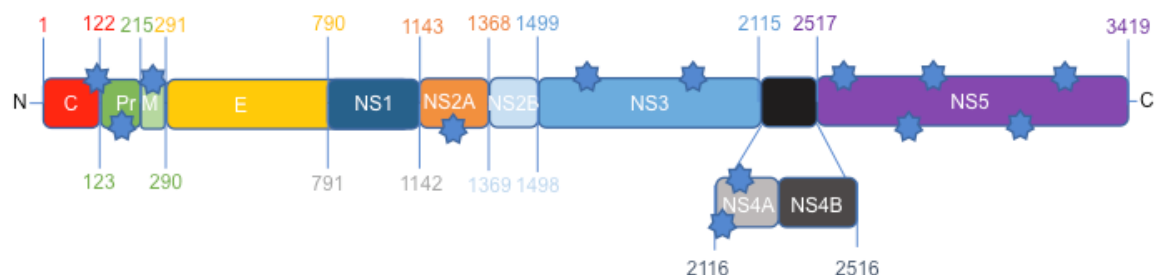 1 122 215 291 790 1143 1368 1499 2115 2517 3419
N C Pr M E NS1 NS2A NS2B NS3 NS5 C
123 290 791 1142 1369 1498
NS4A NS4B
2116 2516